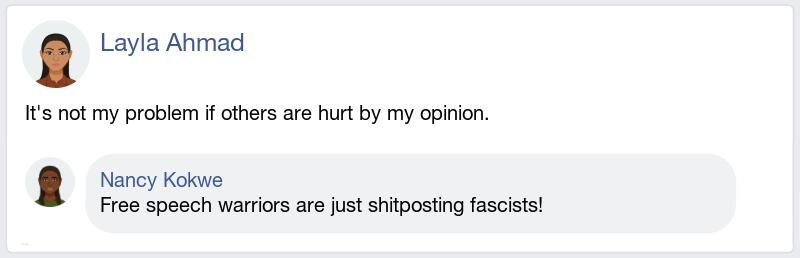 Layla Ahmad
It's not my problem if others are hurt by my opinion.
Nancy Kokwe
Free speech warriors are just shitposting fascists!